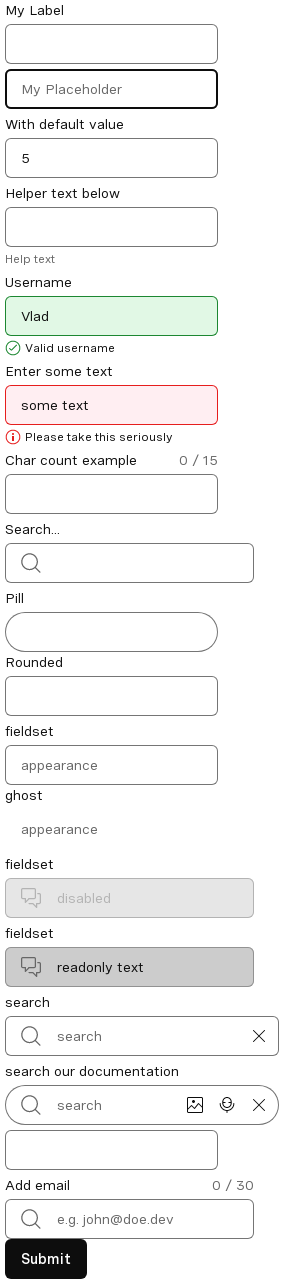 My Label
My Placeholder
With default value
5
Helper text below
Help text
Username
Vlad
Valid username
Enter some text
some text
Please take this seriously
Char count example 0 / 15
Search...
Pill
Rounded
fieldset
appearance
ghost
appearance
fieldset
disabled
fieldset
readonly text
search
search
search our documentation
search
Add email 0 / 30
e.g. john@doe.dev
Submit